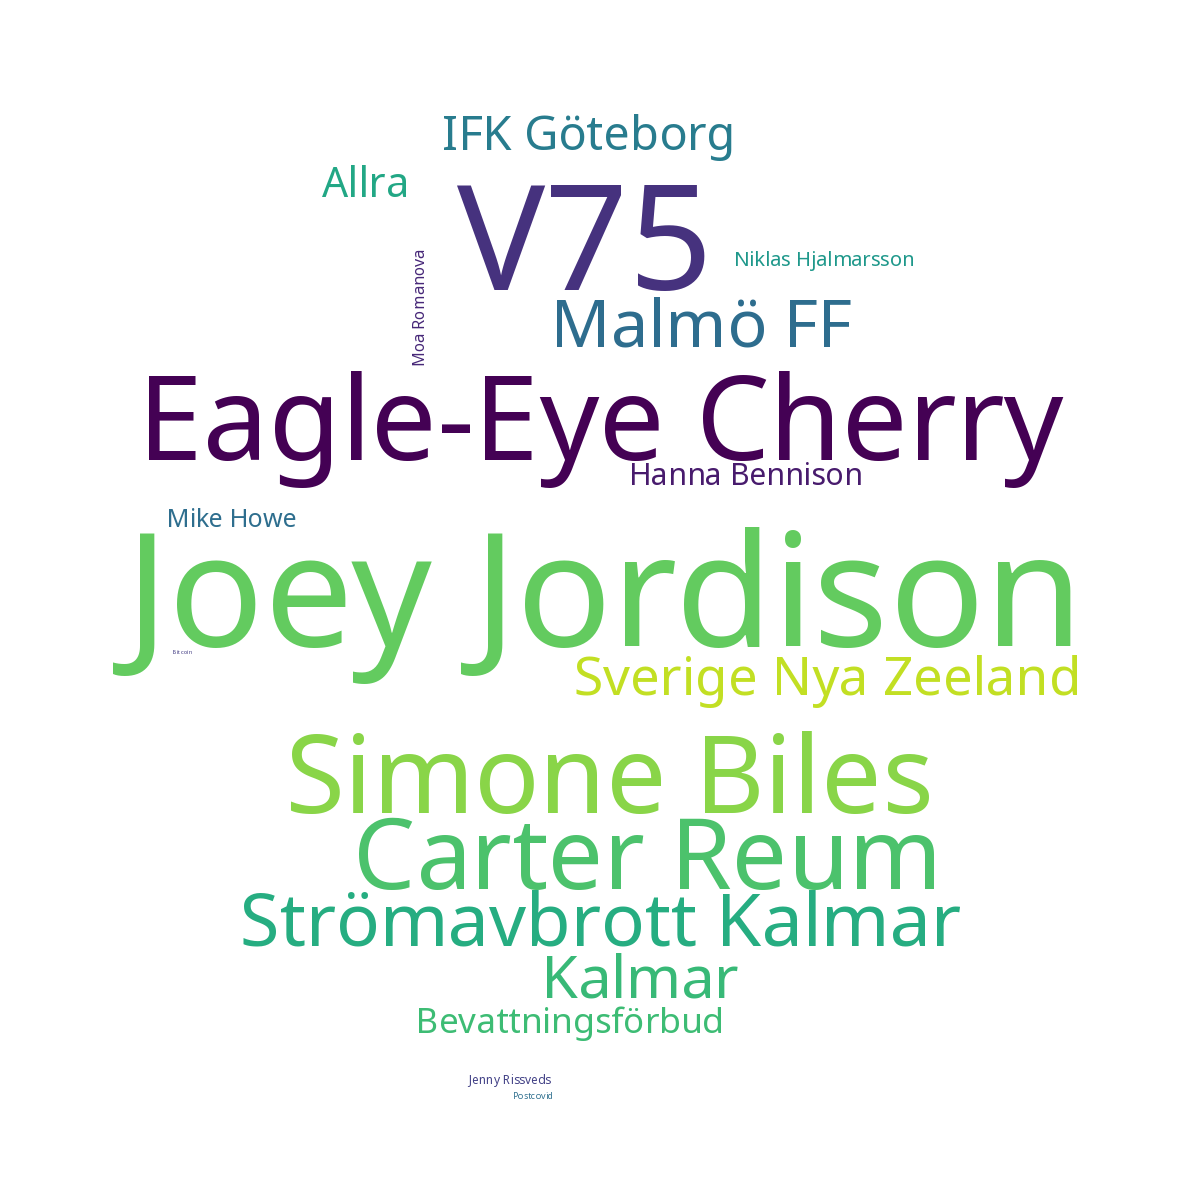 IFK Göteborg
Allra
V75
Niklas Hjalmarsson
Moa Romanova
Malmö FF
Eagle-Eye Cherry
Hanna Bennison
Mike Howe
Joey Jordison
Bitcoin
Sverige Nya Zeeland
Simone Biles
Carter Reum
Strömavbrott Kalmar
Kalmar
Bevattningsförbud
Jenny Rissveds
Postcovid